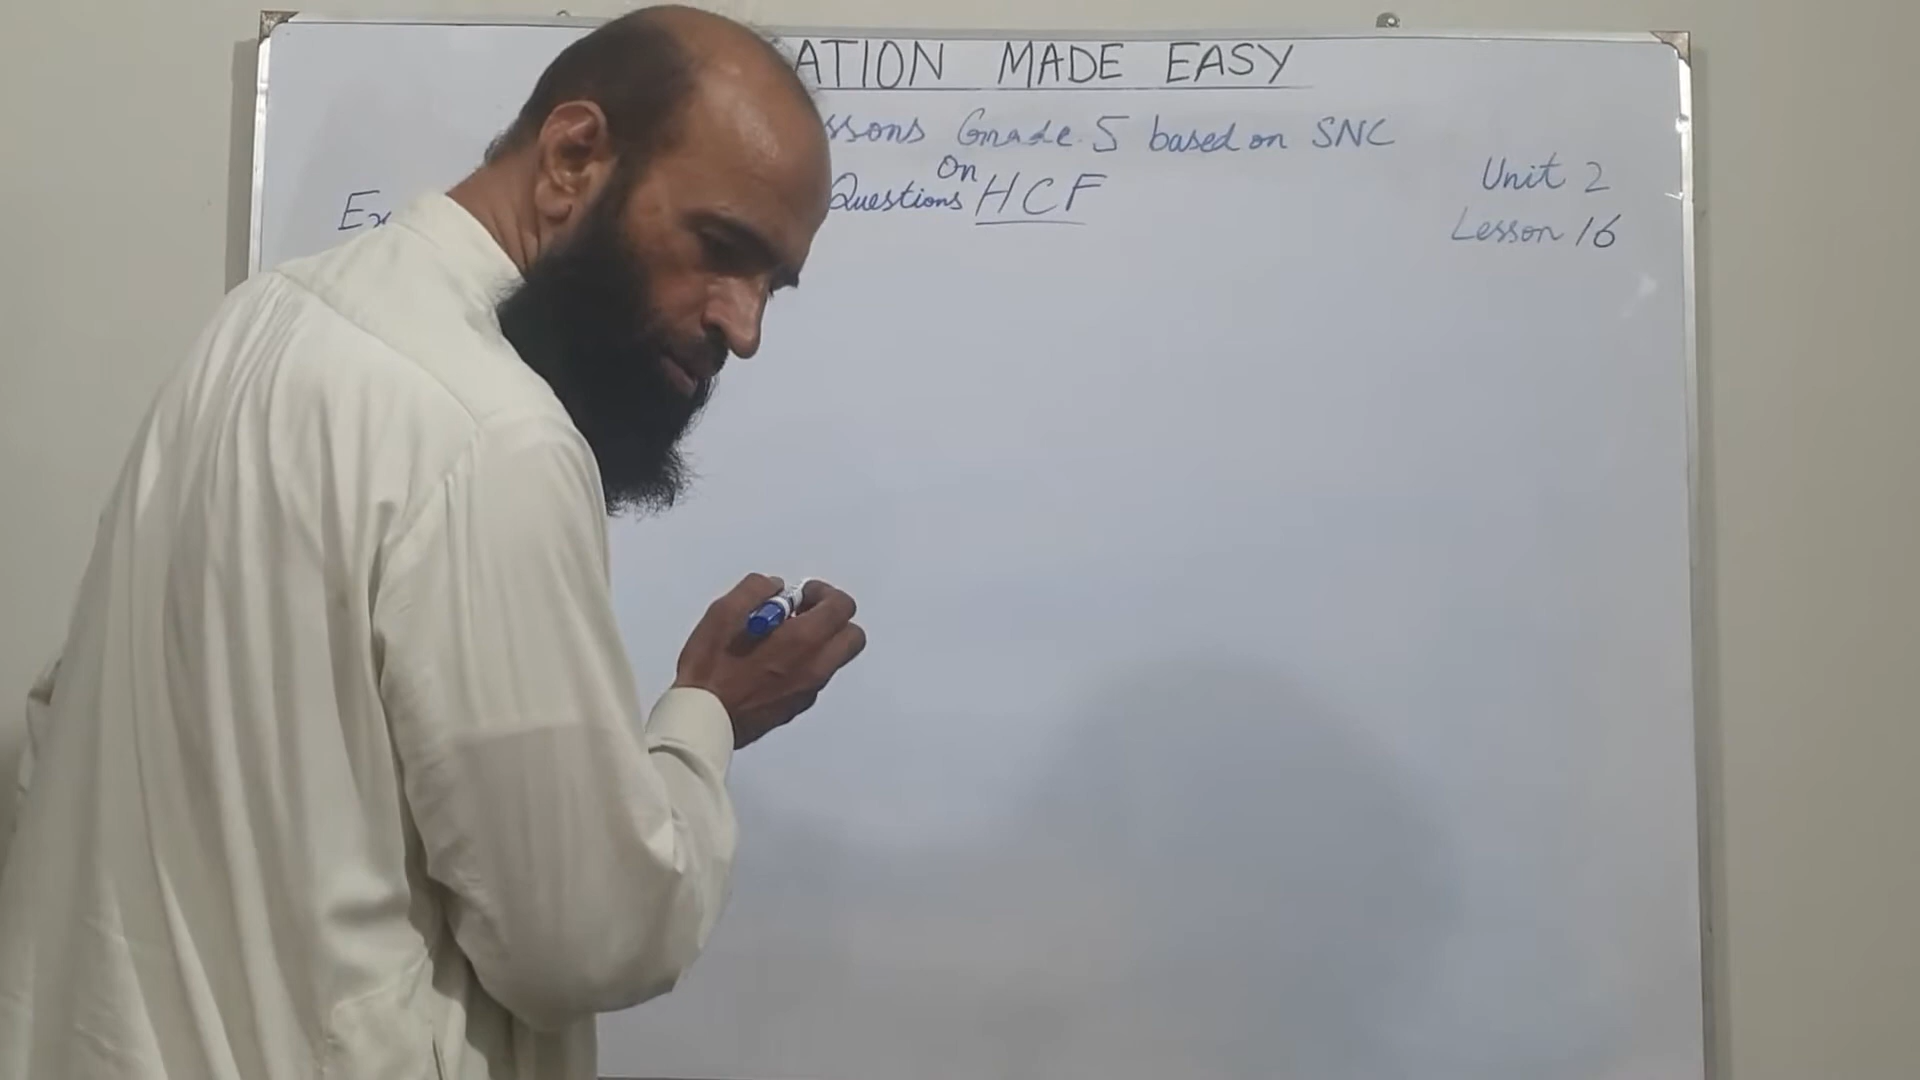 ATION MADE EASY
ssons Grade 5 based on SNC
On
Questions HCF
Unit 2
Lesson 16